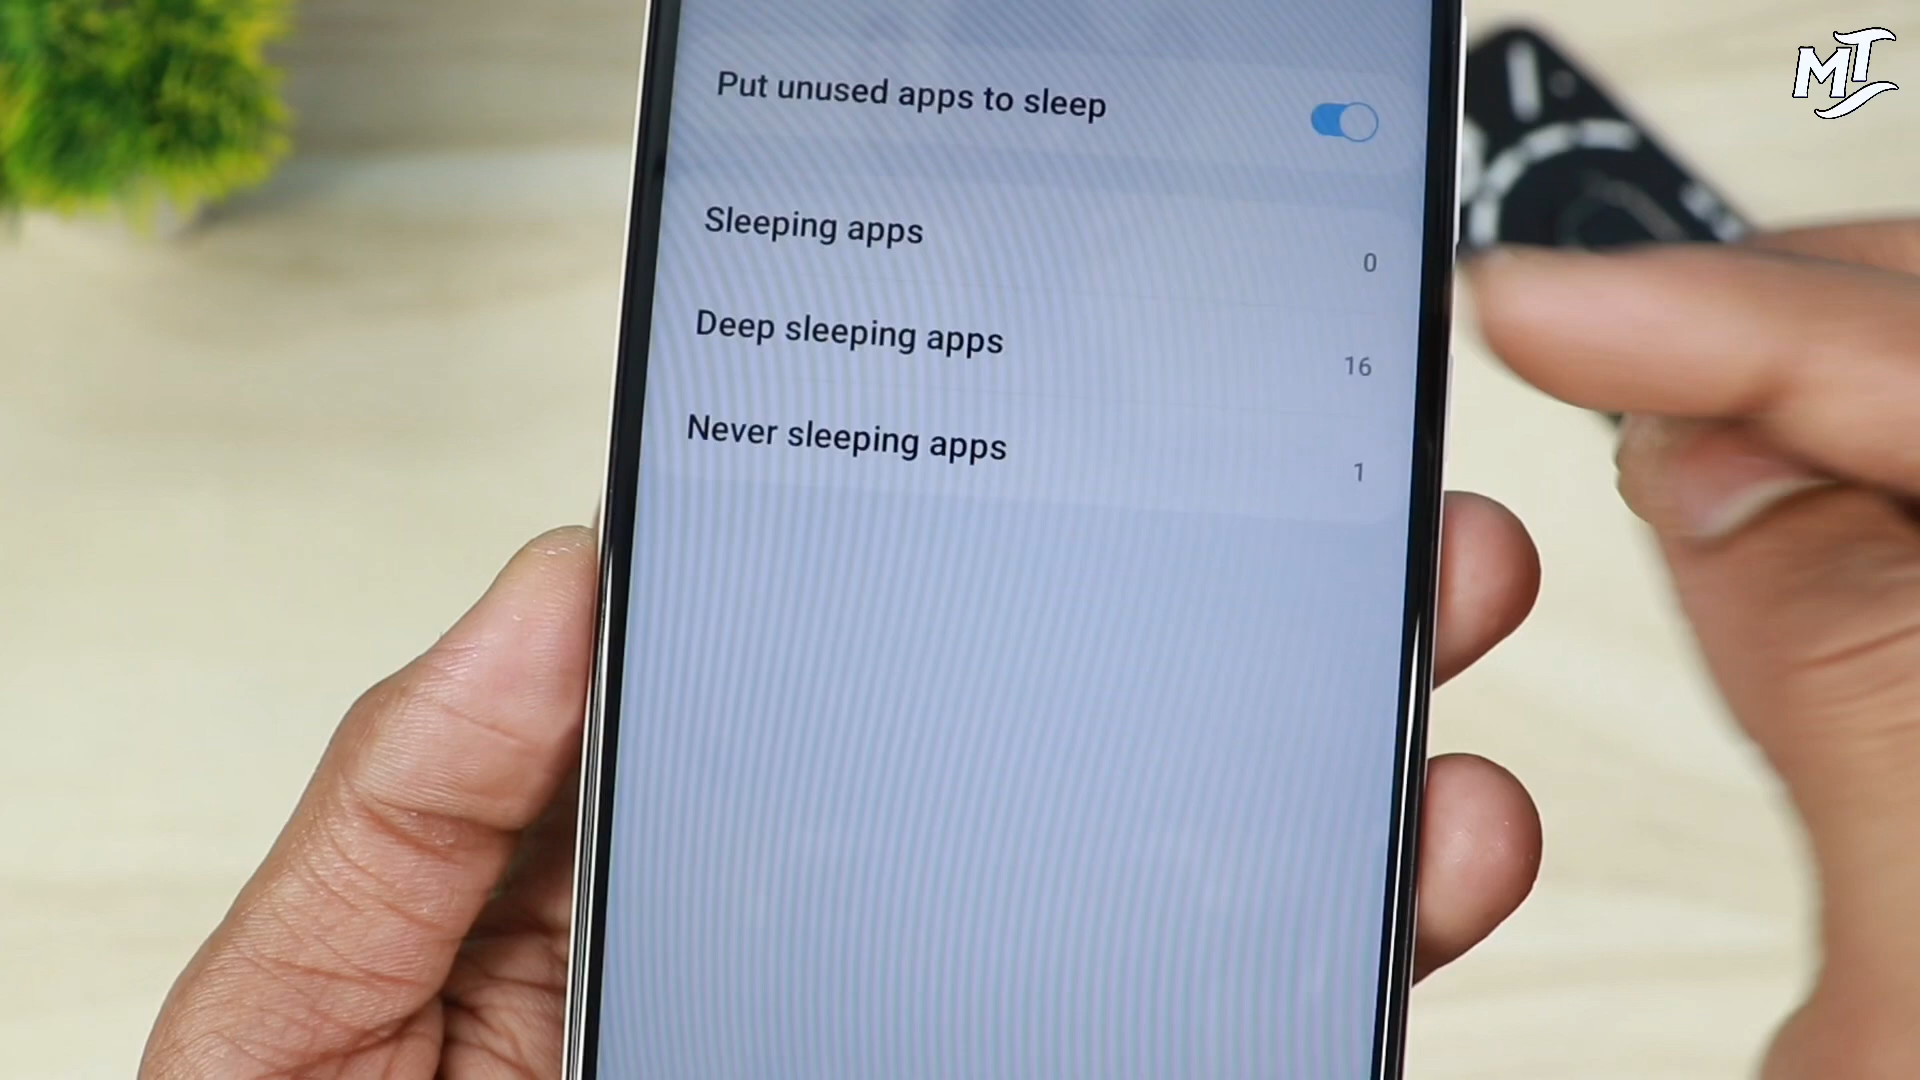 MT
Put unused apps to sleep
Sleeping apps
0
Deep sleeping apps
16
Never sleeping apps
1